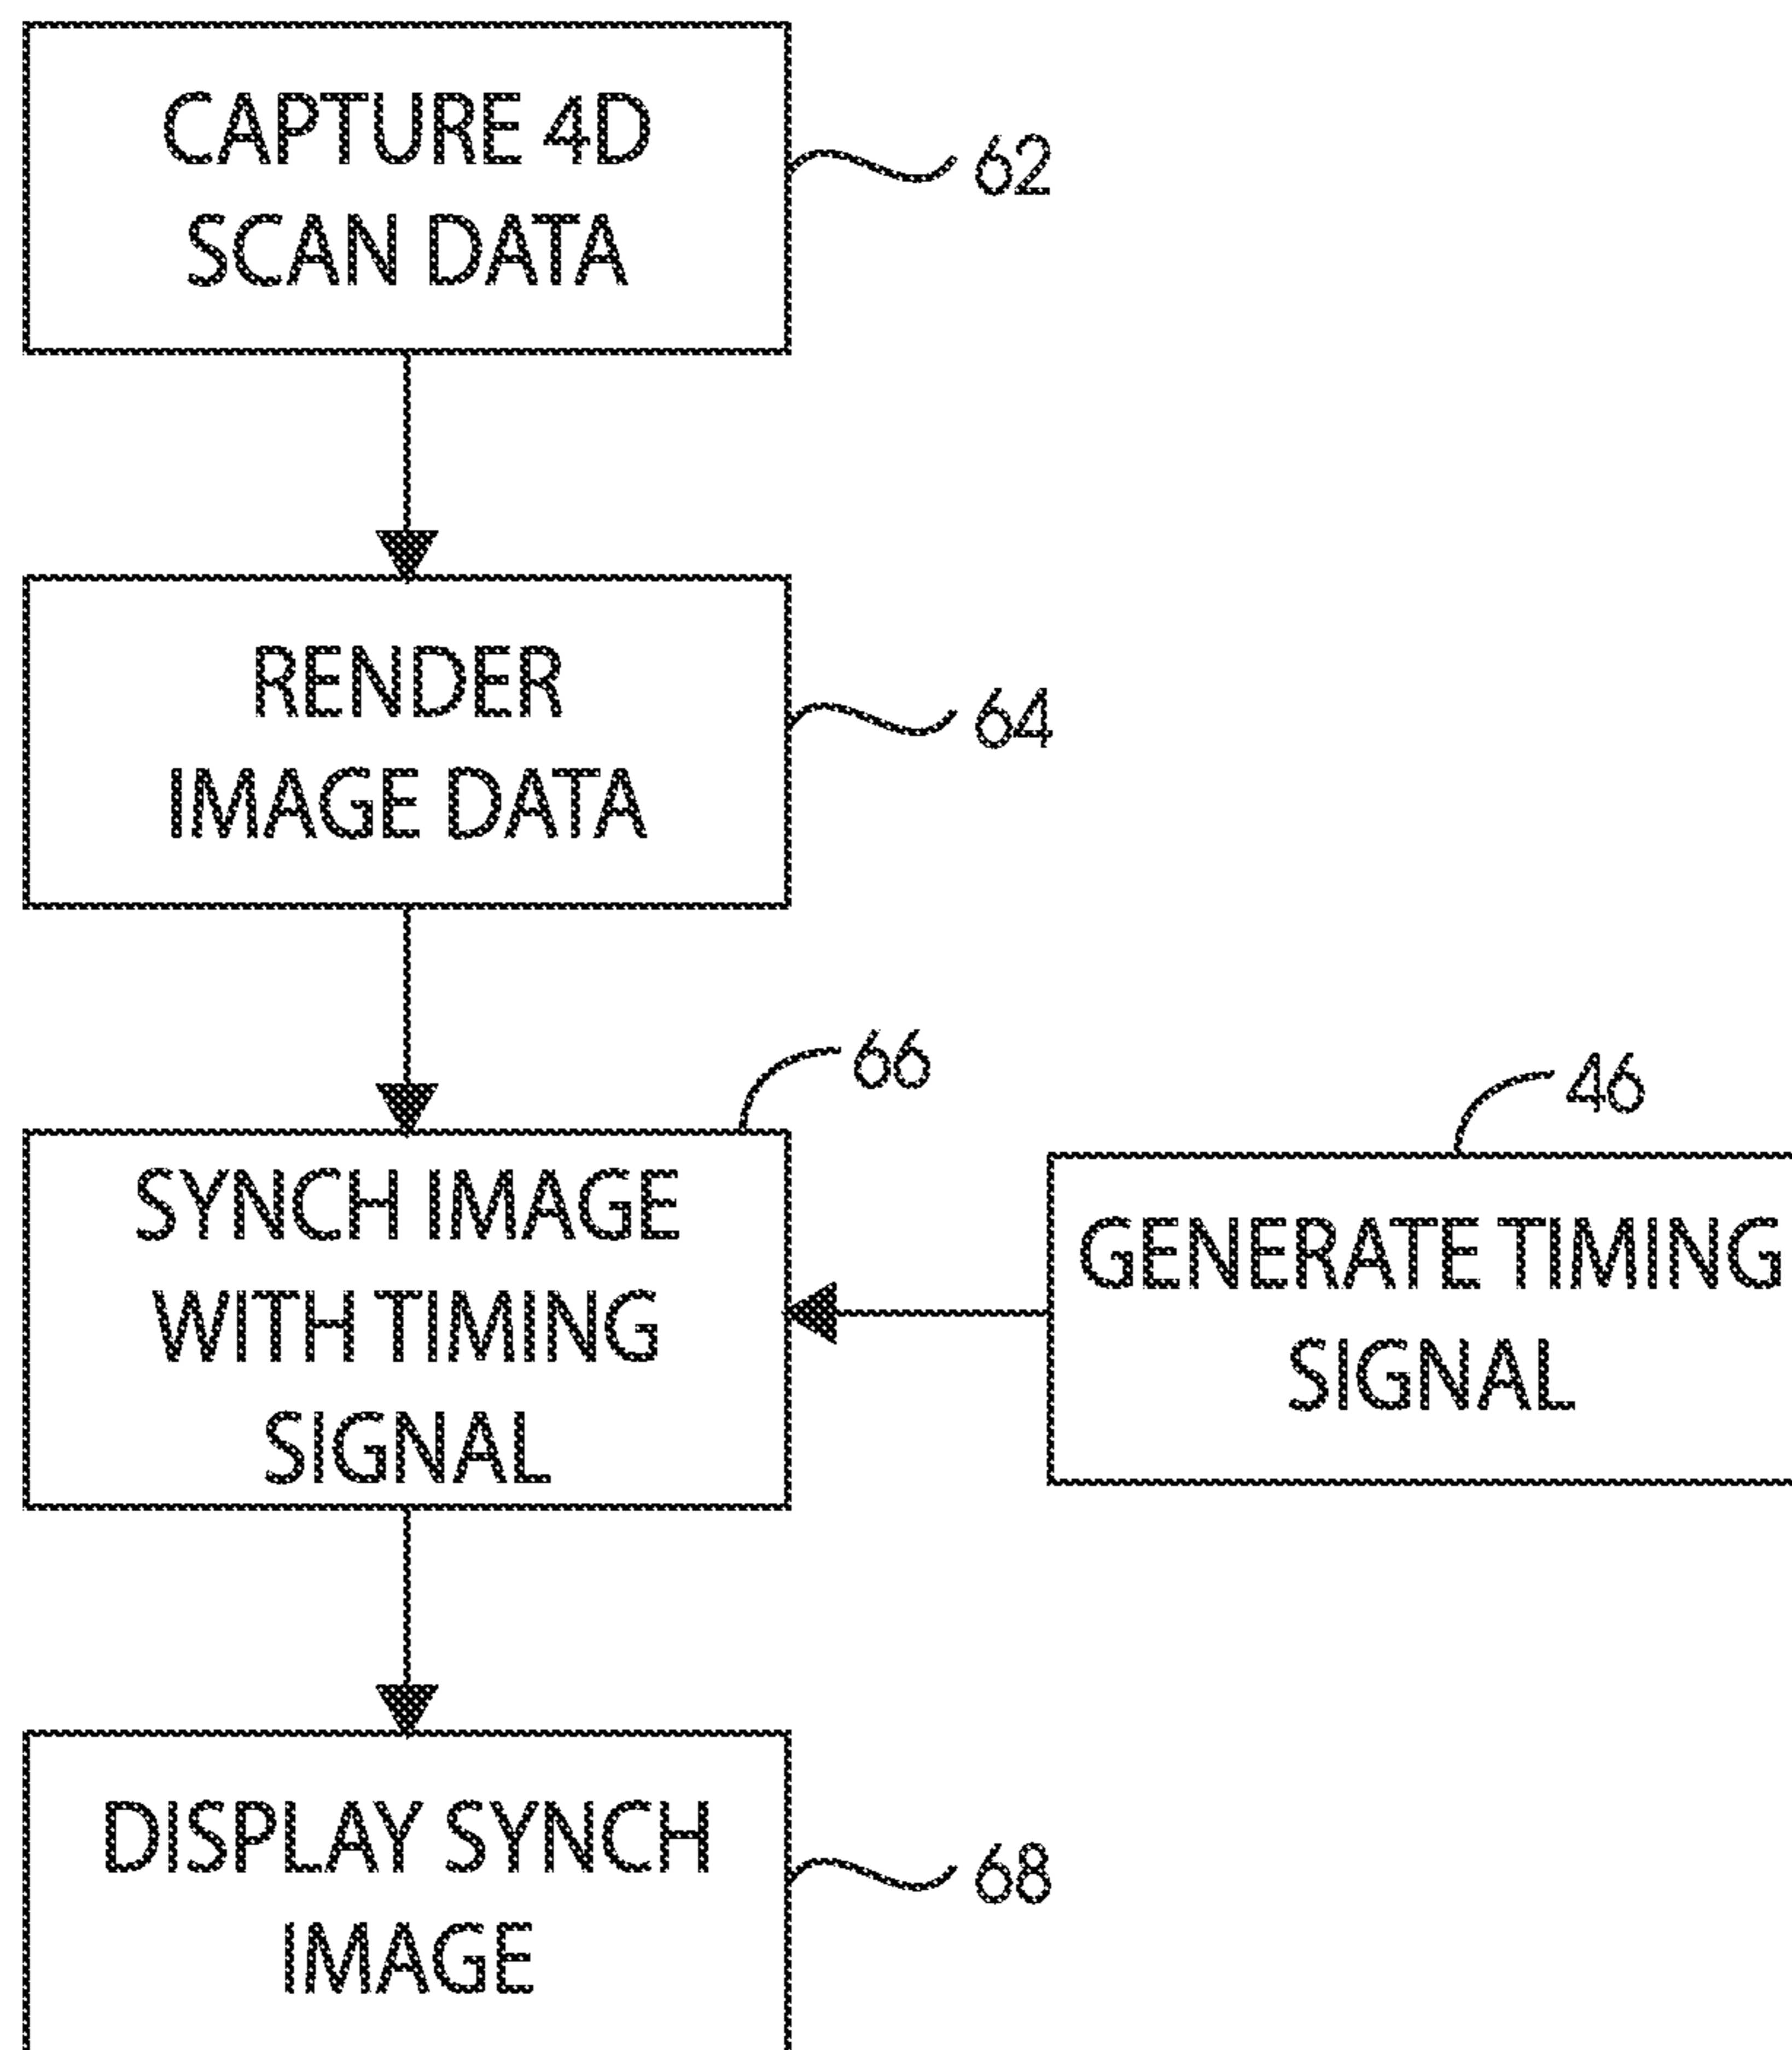 CAPTURE 4D
SCAN DATA
62
RENDER
IMAGE DATA
64
66
SYNCH IMAGE
WITH TIMING
SIGNAL
46
GENERATE TIMING
SIGNAL
DISPLAY SYNCH
IMAGE
68